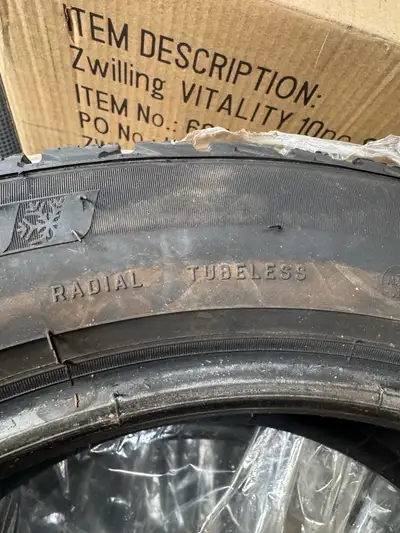 ITEM DESCRIPTION:
Zwilling VITALITY
ITEM No.:
PO No.:
RADIAL TUBELESS